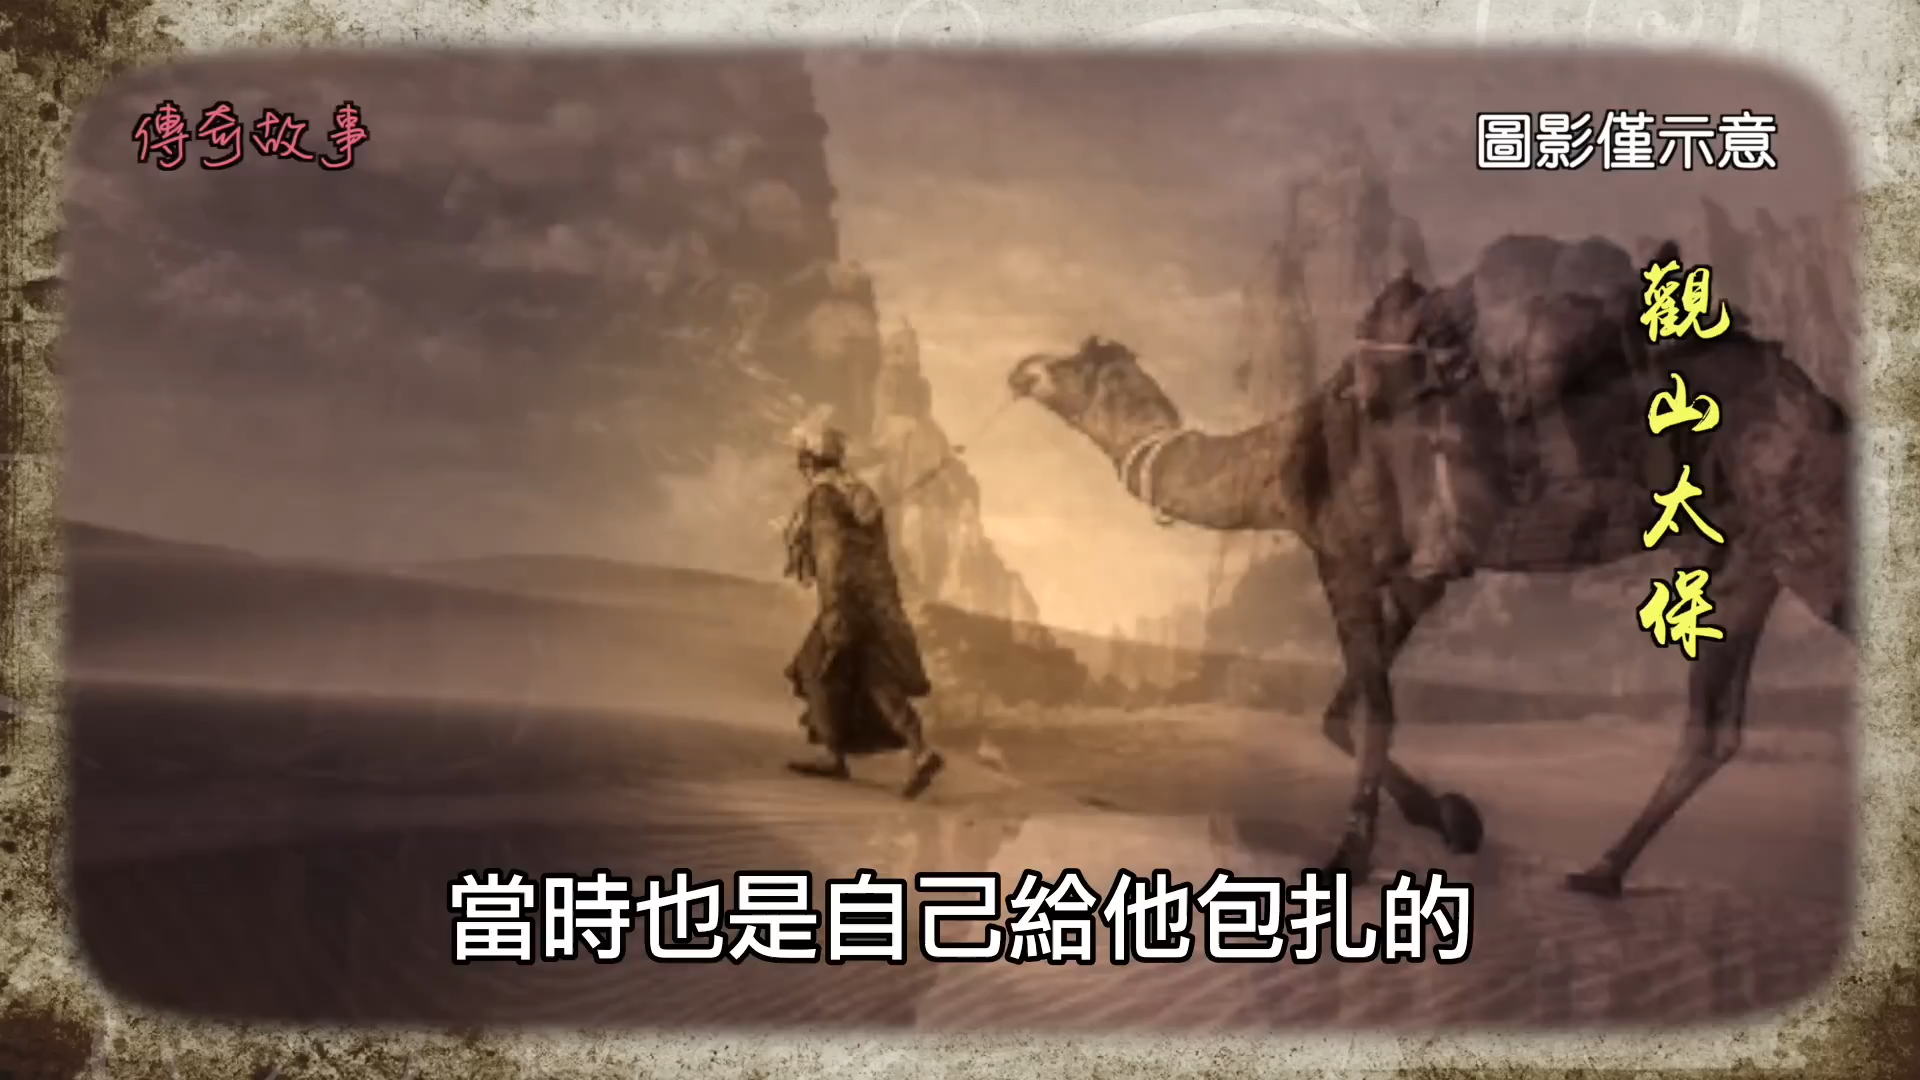 傳奇故事
圖影僅示意
觀山太保
當時也是自己給他包扎的